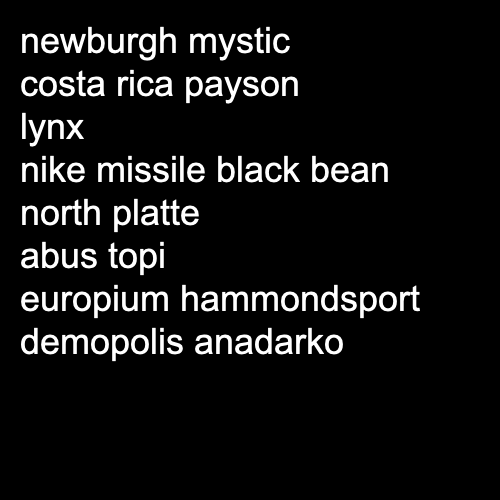 newburgh mystic
costa rica payson
lynx
nike missile black bean
north platte
abus topi
europium hammondsport
demopolis anadarko